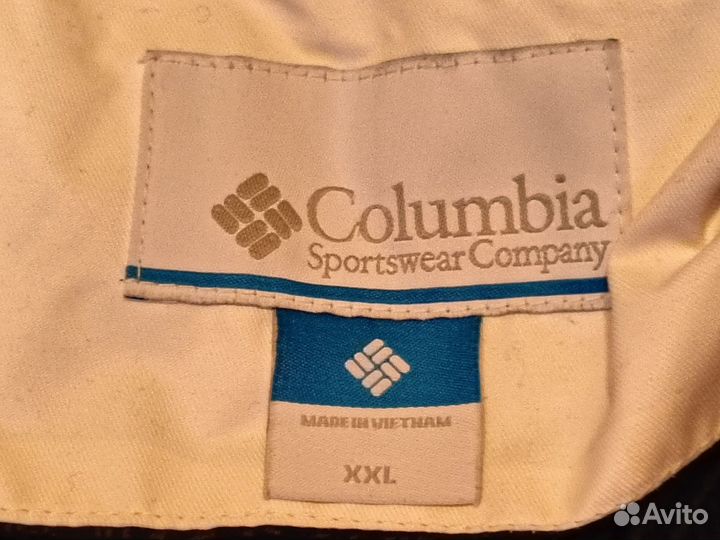 Columbia
Sportswear Company
MADE IN VIETNAM
XXL
Avito